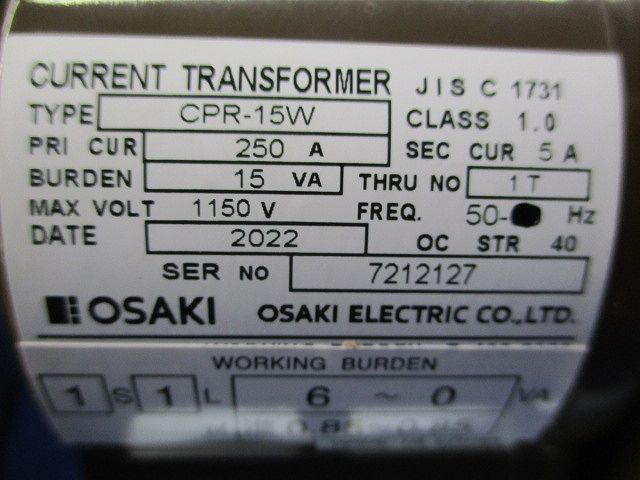 CURRENT TRANSFORMER JIS C 1731
TYPE CPR-15W CLASS 1.0
PRI CUR 250 A SEC CUR 5 A
BURDEN 15 VA THRU NO 1T
MAX VOLT 1150 V FREQ. 50- Hz
DATE 2022 OC STR 40
SER NO 7212127
OSAKI OSAKI ELECTRIC CO.,LTD.
WORKING BURDEN
1 S 1 L 6 ~ 0 VA